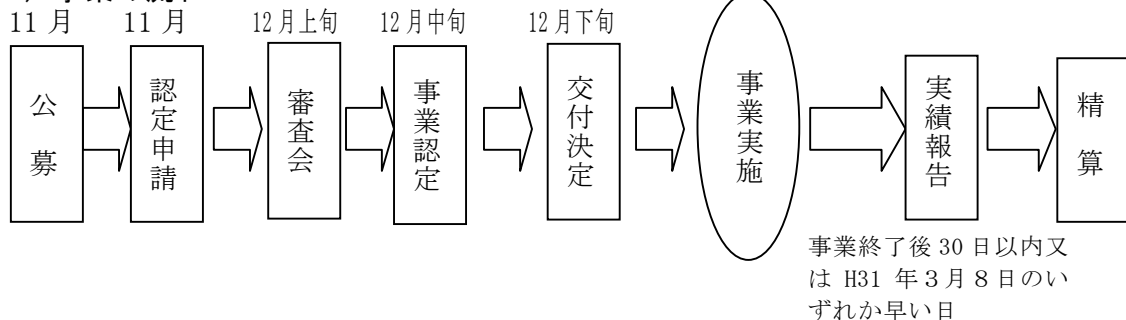 11 月 11 月 12月上旬 12月中旬 12月下旬
公募
認定申請
審査会
事業認定
交付決定
事業実施
実績報告
精算
事業終了後 30 日以内又
は H31 年３月８日のい
ずれか早い日